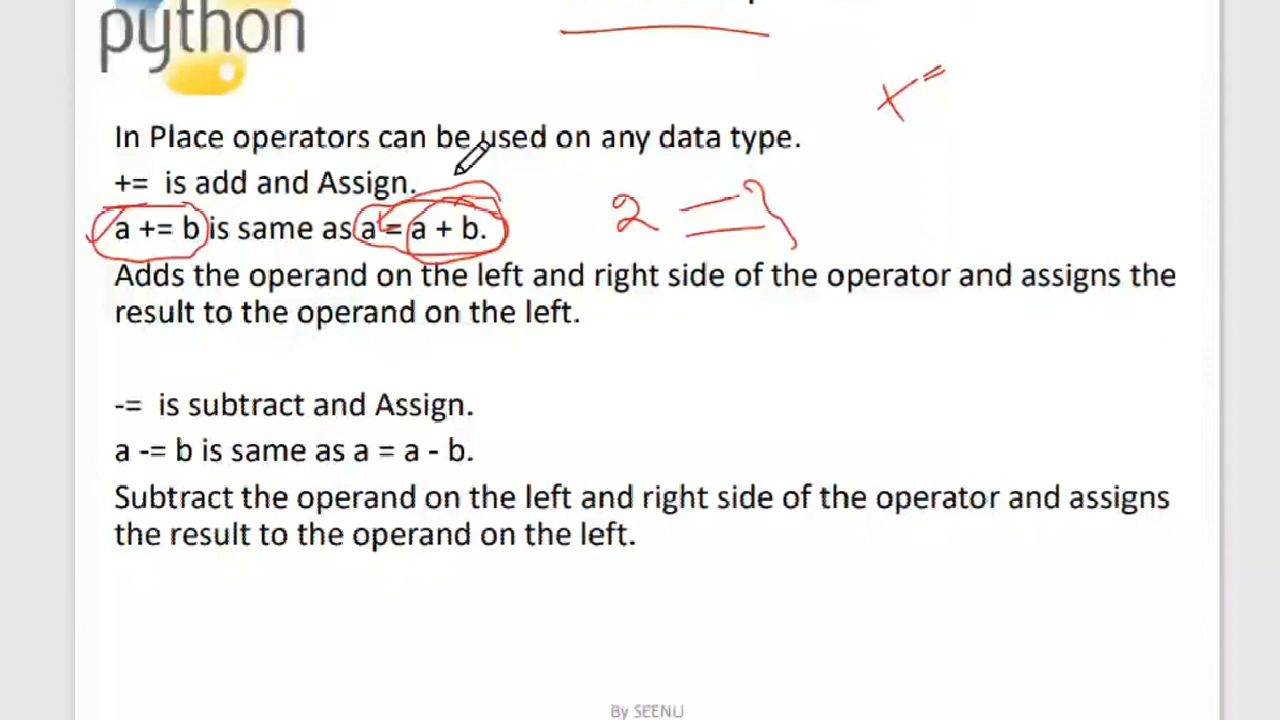 python
+=
In Place operators can be used on any data type.
+= is add and Assign.
a += b is same as a = a + b.
2 =
Adds the operand on the left and right side of the operator and assigns the
result to the operand on the left.
-= is subtract and Assign.
a -= b is same as a = a - b.
Subtract the operand on the left and right side of the operator and assigns
the result to the operand on the left.
By SEENU